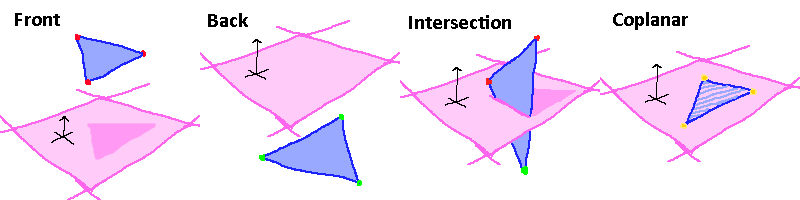 Front
Back
Intersection
Coplanar